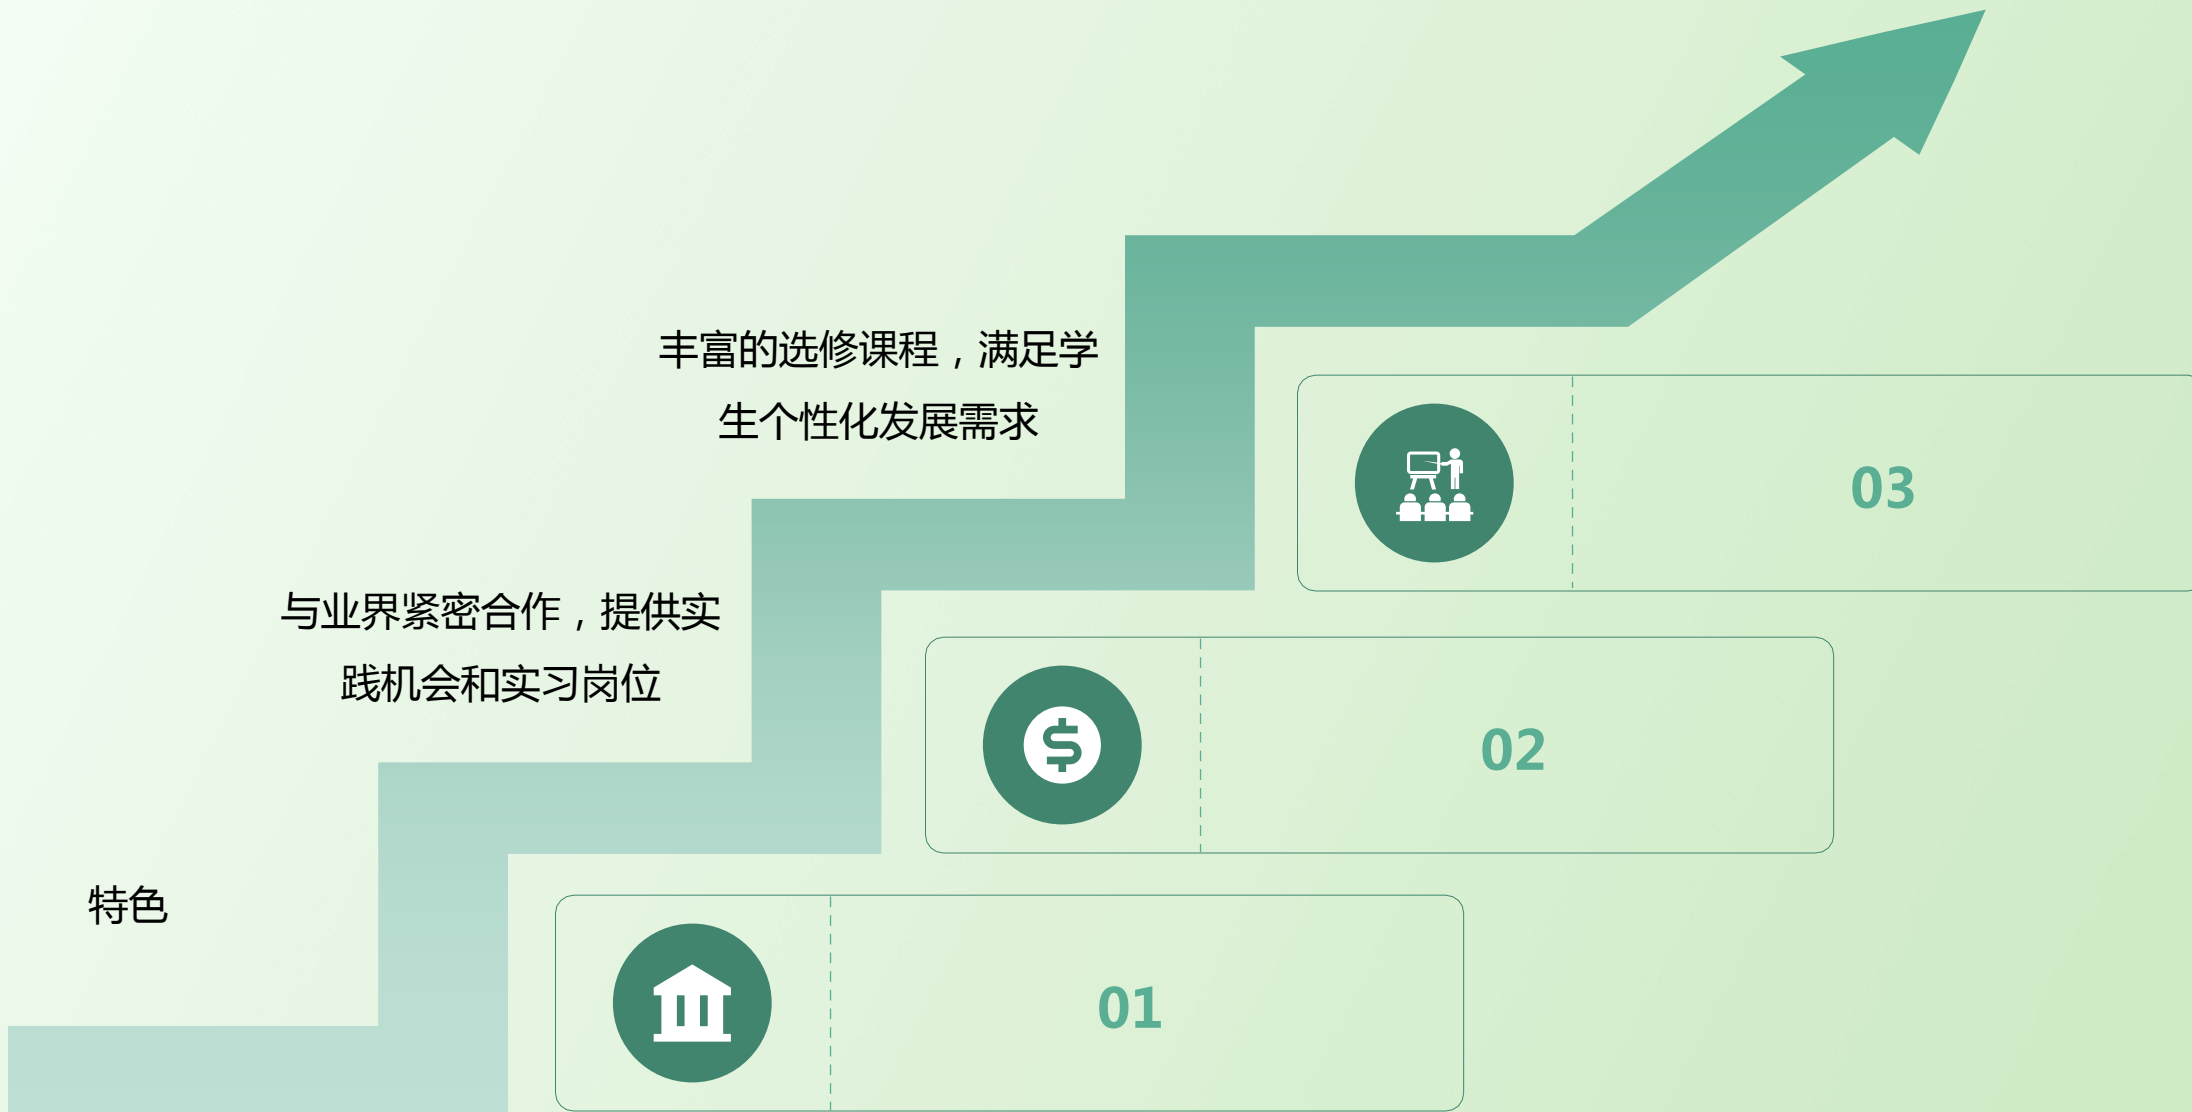 丰富的选修课程，满足学
生个性化发展需求
03
与业界紧密合作，提供实
践机会和实习岗位
02
特色
01